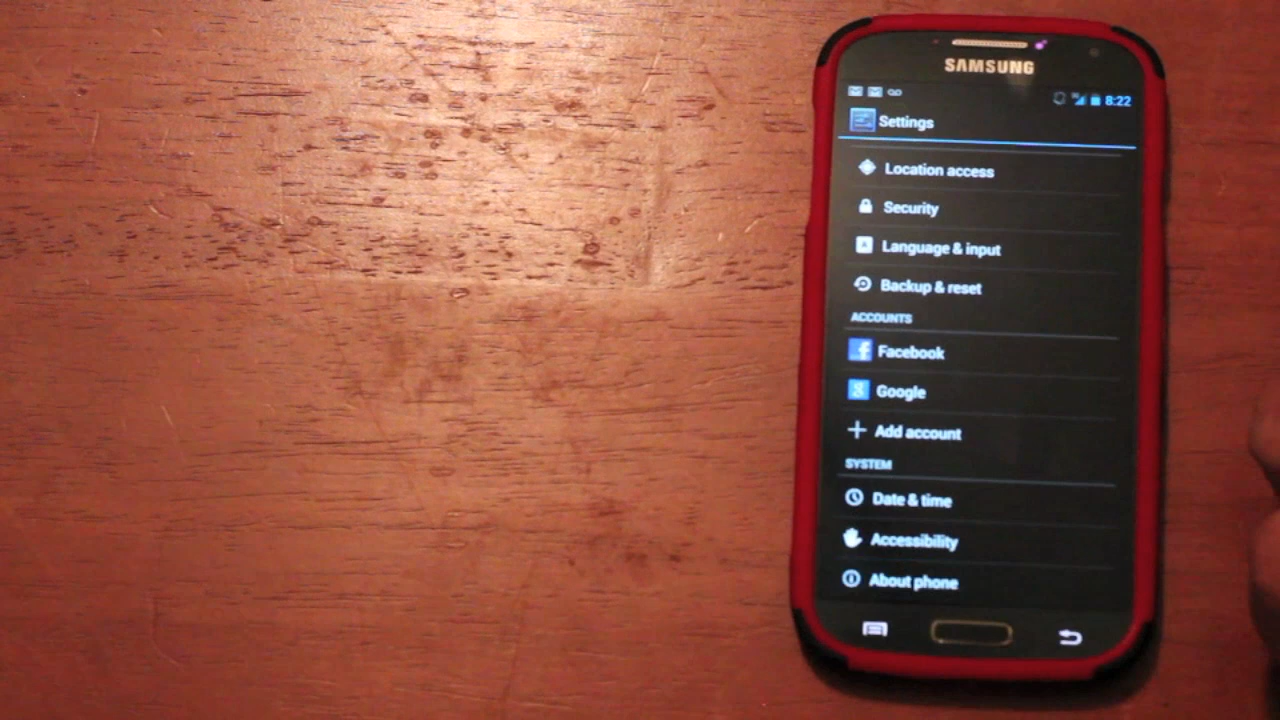 SAMSUNG
8:22
Settings
Location access
Security
Language & input
Backup & reset
ACCOUNTS
Facebook
Google
Add account
SYSTEM
Date & time
Accessibility
About phone